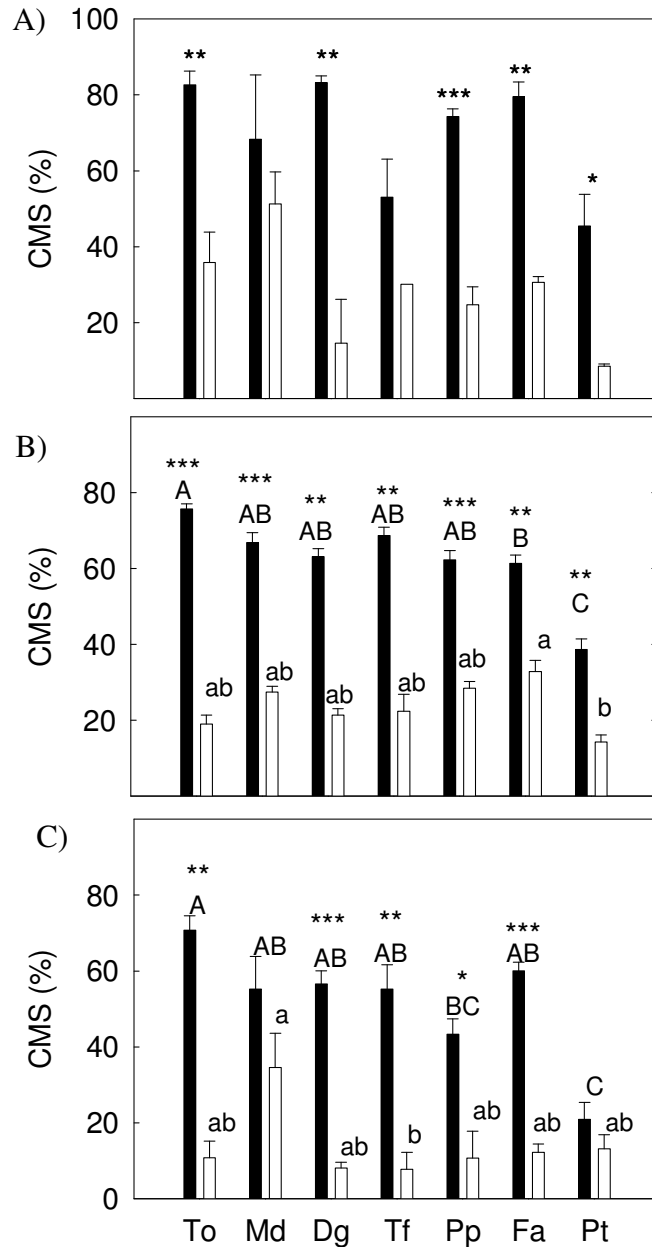 A)
100
80
60
40
20
CMS (%)
** ** *** ** *
B)
80
60
40
20
CMS (%)
*** *** ** ** *** ** **
A AB AB AB AB B C
ab ab ab ab ab a b
C)
80
60
40
20
0
CMS (%)
** *** ** * ***
A AB AB AB BC AB C
ab a ab b ab ab ab
To Md Dg Tf Pp Fa Pt